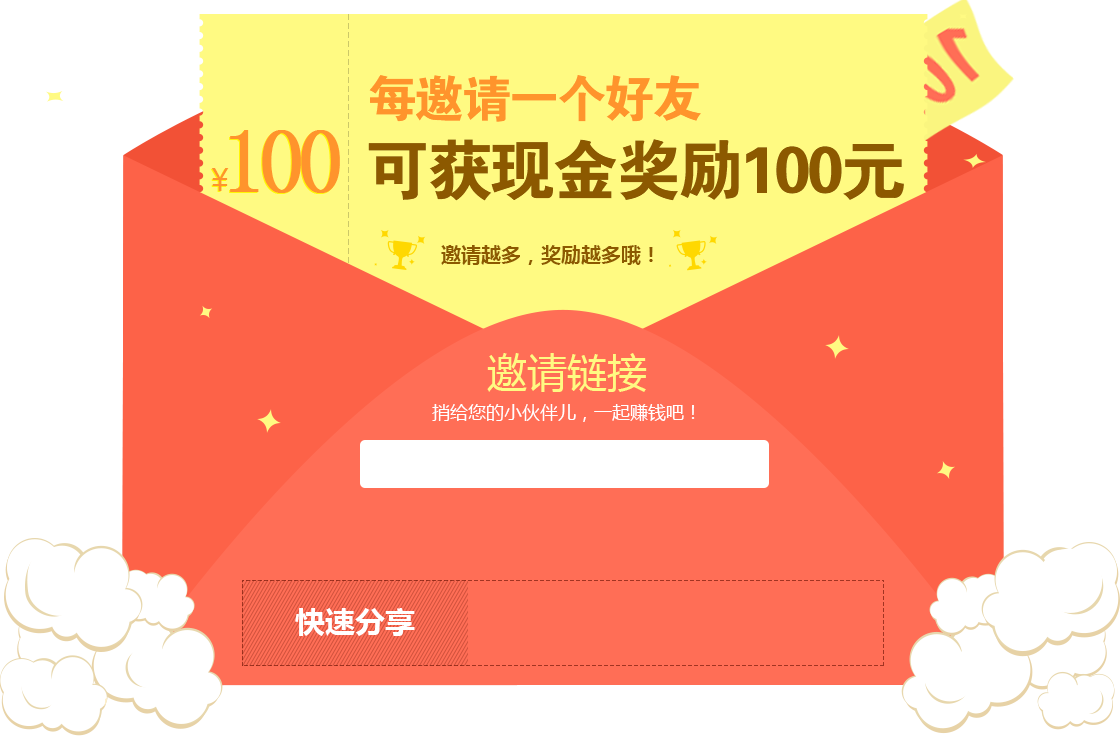 每邀请一个好友
¥100
可获现金奖励100元
邀请越多，奖励越多哦！
邀请链接
捎给您的小伙伴儿，一起赚钱吧！
快速分享